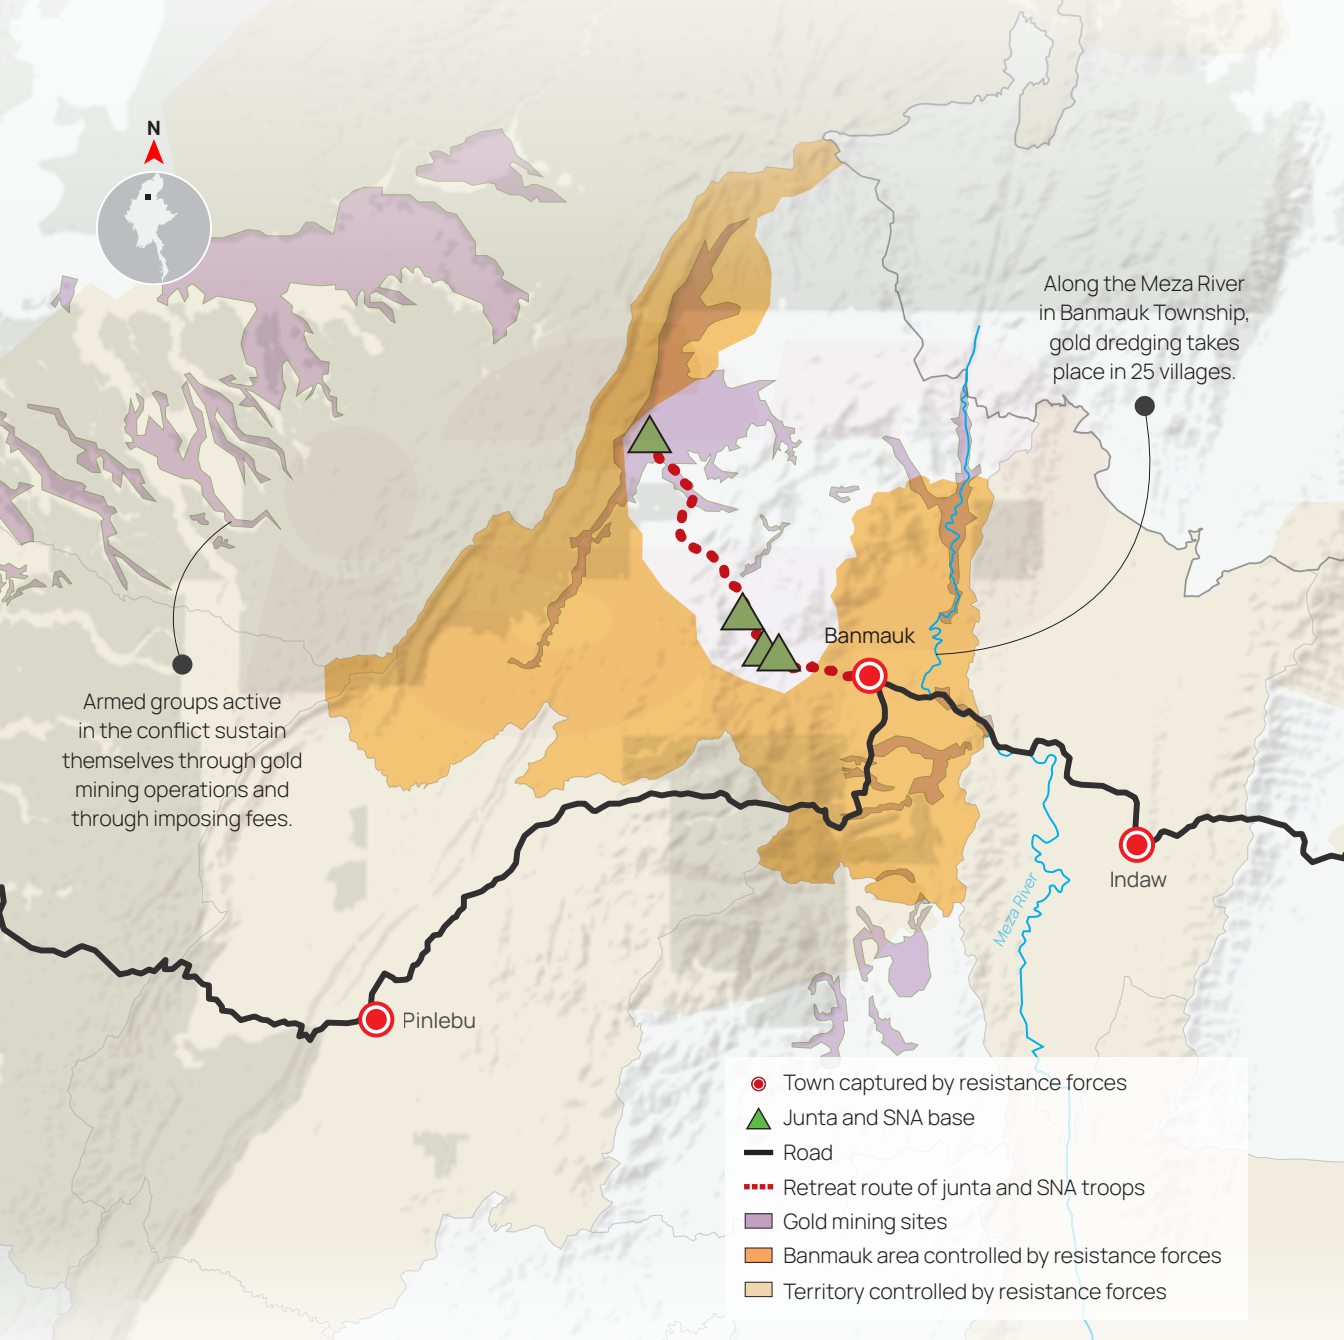 N
Along the Meza River
in Banmauk Township,
gold dredging takes
place in 25 villages.
Banmauk
Armed groups active
in the conflict sustain
themselves through gold
mining operations and
through imposing fees.
Indaw
Meza River
Pinlebu
Town captured by resistance forces
Junta and SNA base
Road
Retreat route of junta and SNA troops
Gold mining sites
Banmauk area controlled by resistance forces
Territory controlled by resistance forces